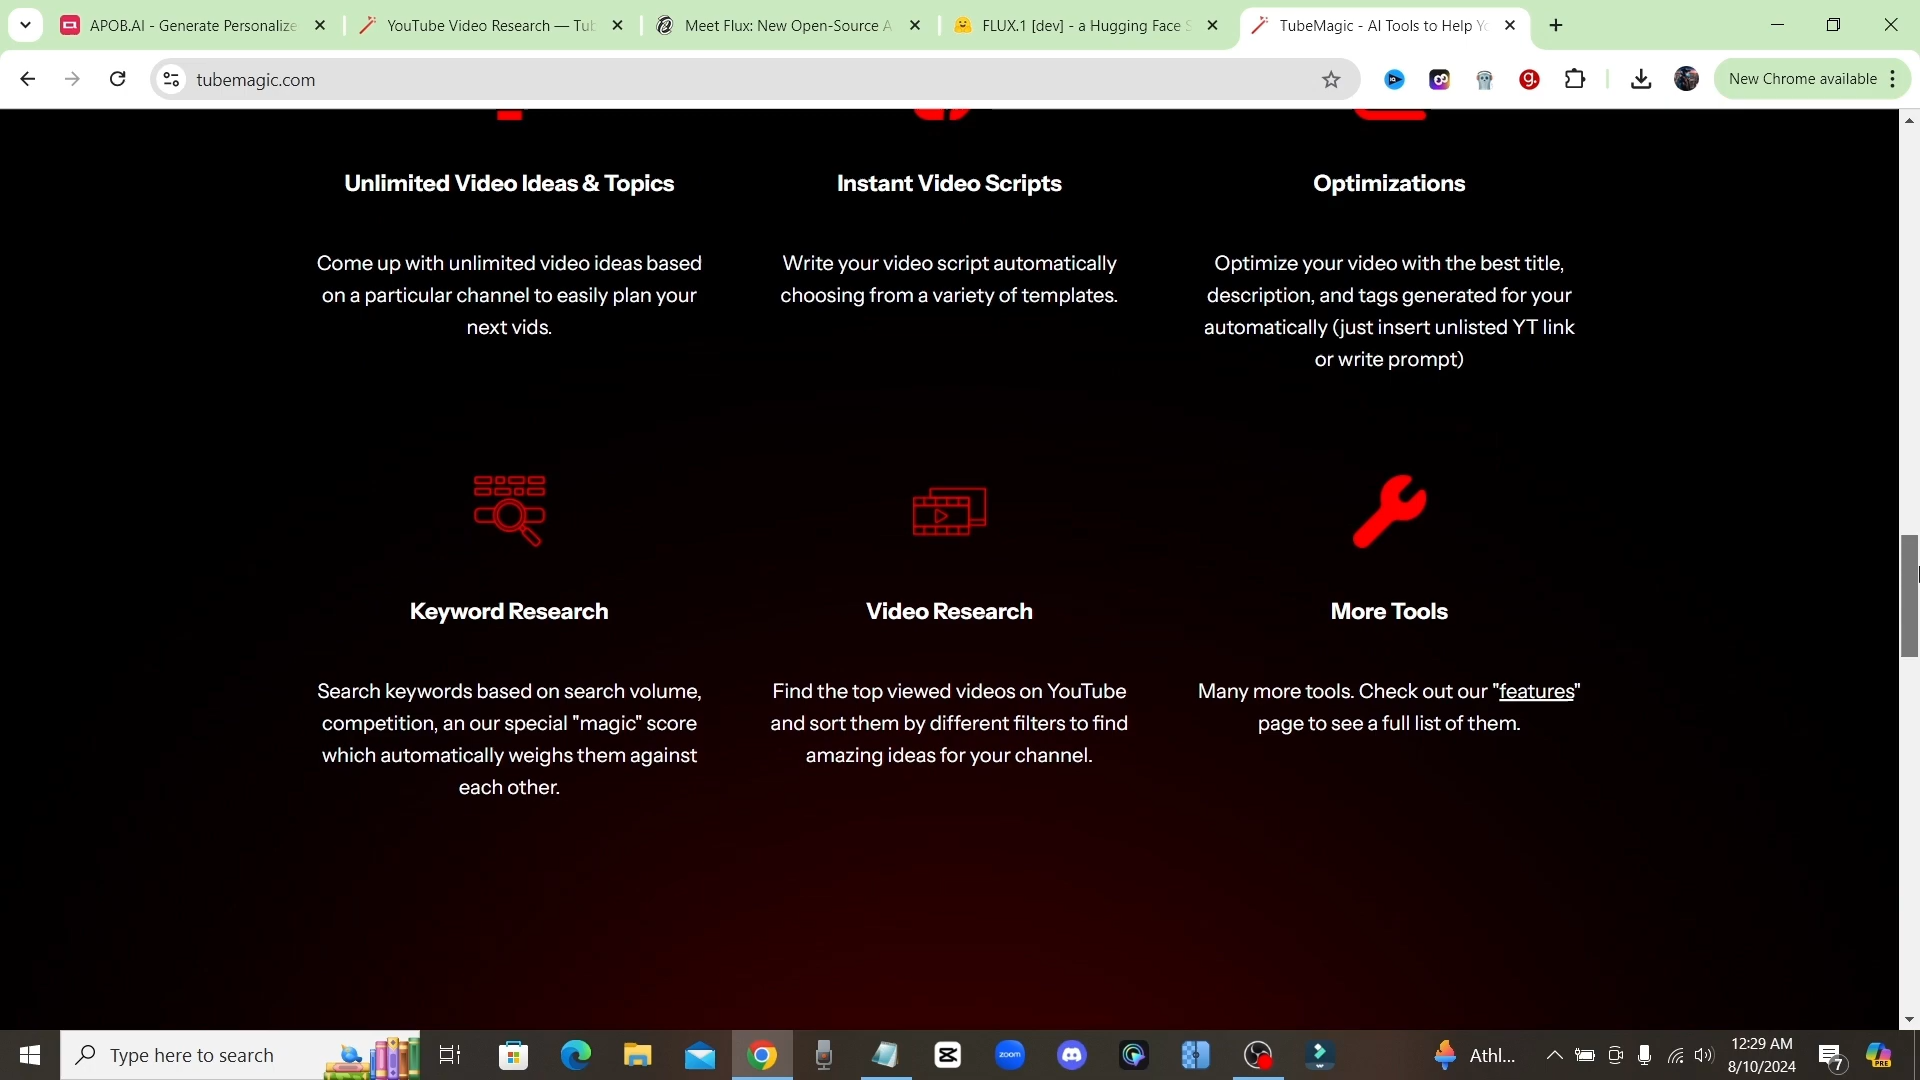 APOB.AI - Generate Personalize
YouTube Video Research — Tub
Meet Flux: New Open-Source A
FLUX.1 [dev] - a Hugging Face S
TubeMagic - AI Tools to Help Yo
tubemagic.com
New Chrome available
Unlimited Video Ideas & Topics
Come up with unlimited video ideas based
on a particular channel to easily plan your
next vids.
Instant Video Scripts
Write your video script automatically
choosing from a variety of templates.
Optimizations
Optimize your video with the best title,
description, and tags generated for your
automatically (just insert unlisted YT link
or write prompt)
Keyword Research
Search keywords based on search volume,
competition, an our special "magic" score
which automatically weighs them against
each other.
Video Research
Find the top viewed videos on YouTube
and sort them by different filters to find
amazing ideas for your channel.
More Tools
Many more tools. Check out our "features"
page to see a full list of them.
Type here to search
zoom
Athl...
12:29 AM
8/10/2024
7
PRE